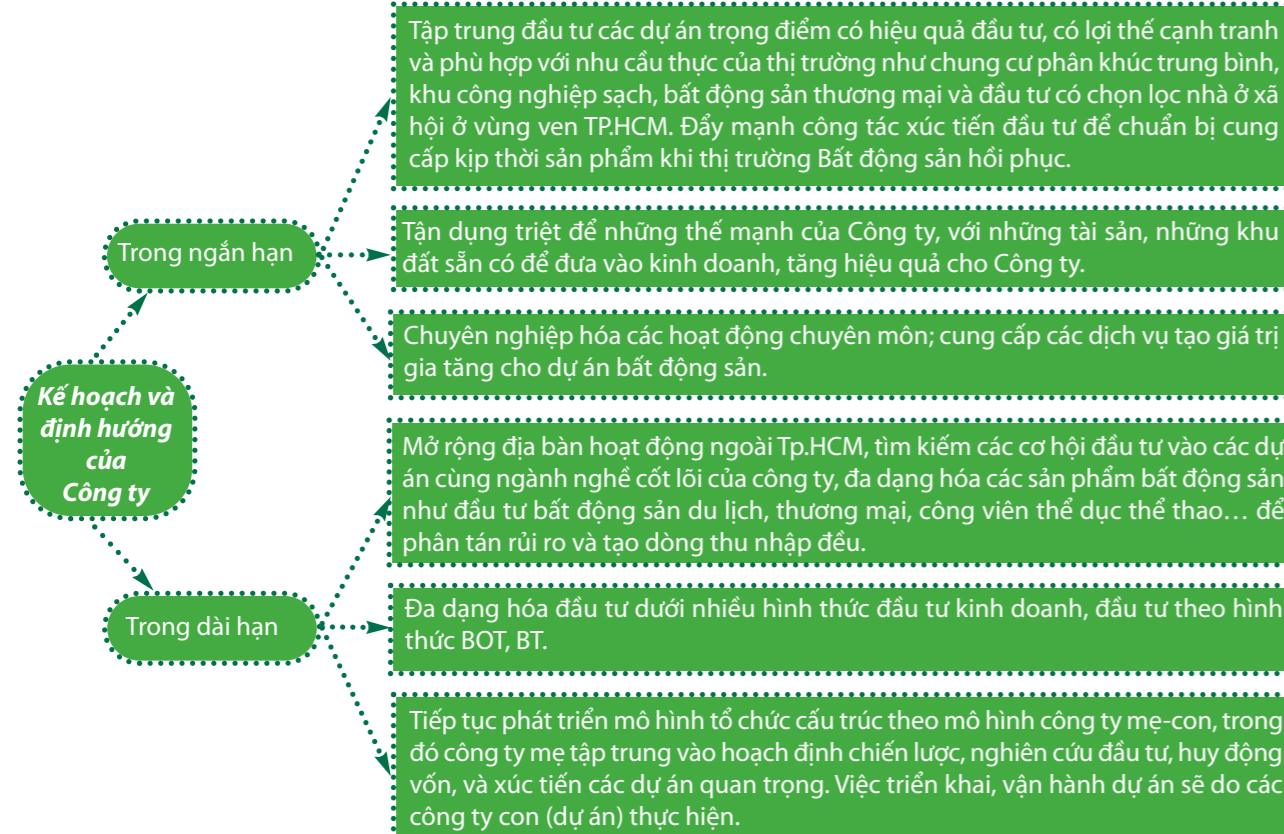 Tập trung đầu tư các dự án trọng điểm có hiệu quả đầu tư, có lợi thế cạnh tranh
và phù hợp với nhu cầu thực của thị trường như chung cư phân khúc trung bình,
khu công nghiệp sạch, bất động sản thương mại và đầu tư có chọn lọc nhà ở xã
hội ở vùng ven TP.HCM. Đẩy mạnh công tác xúc tiến đầu tư để chuẩn bị cung
cấp kịp thời sản phẩm khi thị trường Bất động sản hồi phục.
Trong ngắn hạn
Tận dụng triệt để những thế mạnh của Công ty, với những tài sản, những khu
đất sẵn có để đưa vào kinh doanh, tăng hiệu quả cho Công ty.
Chuyên nghiệp hóa các hoạt động chuyên môn; cung cấp các dịch vụ tạo giá trị
gia tăng cho dự án bất động sản.
Kế hoạch và
định hướng
của
Công ty
Mở rộng địa bàn hoạt động ngoài Tp.HCM, tìm kiếm các cơ hội đầu tư vào các dự
án cùng ngành nghề cốt lõi của công ty, đa dạng hóa các sản phẩm bất động sản
như đầu tư bất động sản du lịch, thương mại, công viên thể dục thể thao… để
phân tán rủi ro và tạo dòng thu nhập đều.
Trong dài hạn
Đa dạng hóa đầu tư dưới nhiều hình thức đầu tư kinh doanh, đầu tư theo hình
thức BOT, BT.
Tiếp tục phát triển mô hình tổ chức cấu trúc theo mô hình công ty mẹ-con, trong
đó công ty mẹ tập trung vào hoạch định chiến lược, nghiên cứu đầu tư, huy động
vốn, và xúc tiến các dự án quan trọng. Việc triển khai, vận hành dự án sẽ do các
công ty con (dự án) thực hiện.